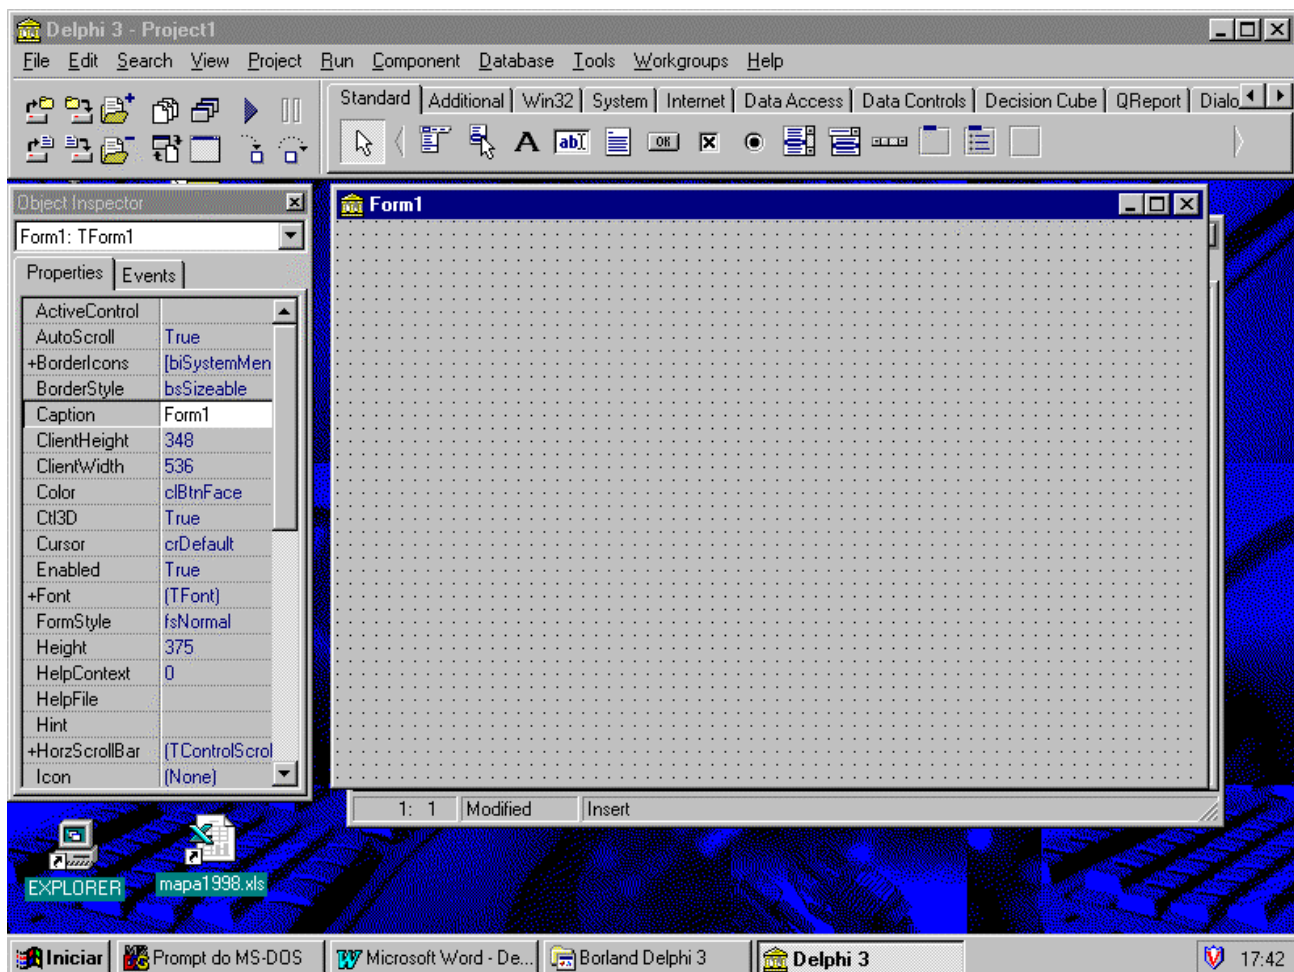 Delphi 3 - Project1
File Edit Search View Project Run Component Database Tools Workgroups Help
Standard Additional Win32 System Internet Data Access Data Controls Decision Cube QReport Dialo
A abI OK
Object Inspector
Form1: TForm1
Properties Events
ActiveControl
AutoScroll True
+BorderIcons [biSystemMen
BorderStyle bsSizeable
Caption Form1
ClientHeight 348
ClientWidth 536
Color clBtnFace
Ctl3D True
Cursor crDefault
Enabled True
+Font (TFont)
FormStyle fsNormal
Height 375
HelpContext 0
HelpFile
Hint
+HorzScrollBar (TControlScrol
Icon (None)
Form1
1: 1 Modified Insert
EXPLORER
mapa1998.xls
Iniciar Prompt do MS-DOS Microsoft Word - De... Borland Delphi 3 Delphi 3 17:42